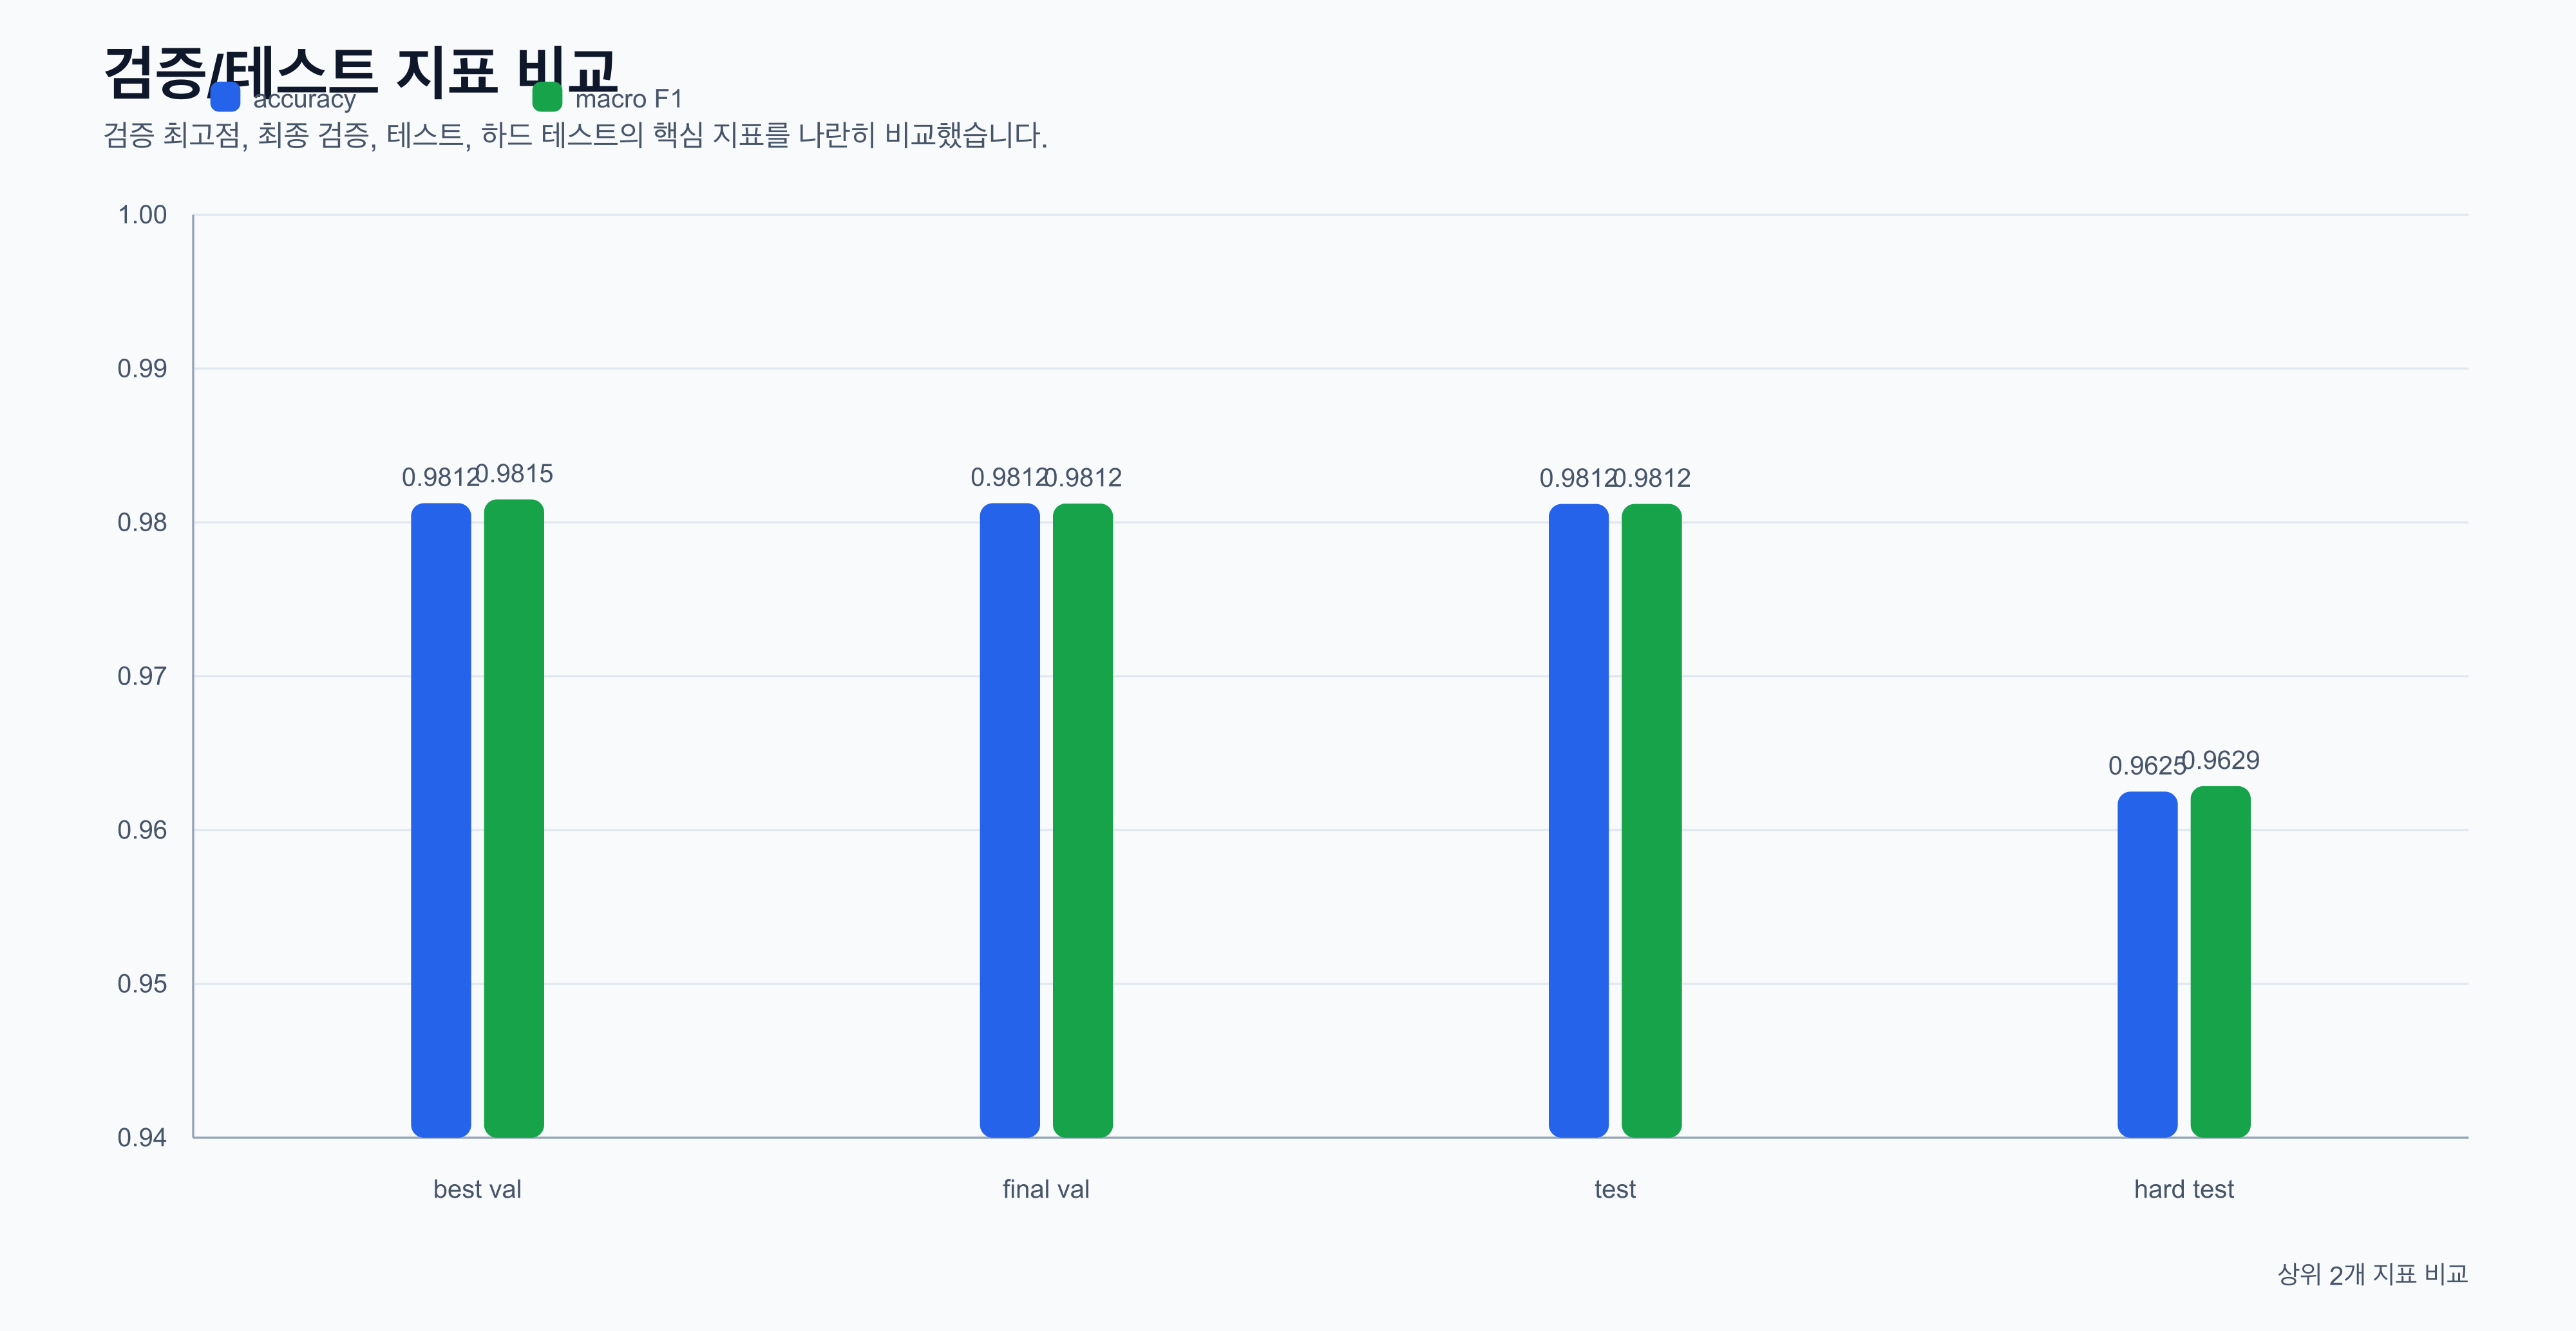 검증/테스트 지표 비교
accuracy macro F1
검증 최고점, 최종 검증, 테스트, 하드 테스트의 핵심 지표를 나란히 비교했습니다.
1.00
0.99
0.9812 0.9815 0.9812 0.9812 0.9812 0.9812
0.98
0.97
0.9625 0.9629
0.96
0.95
0.94
best val final val test hard test
상위 2개 지표 비교